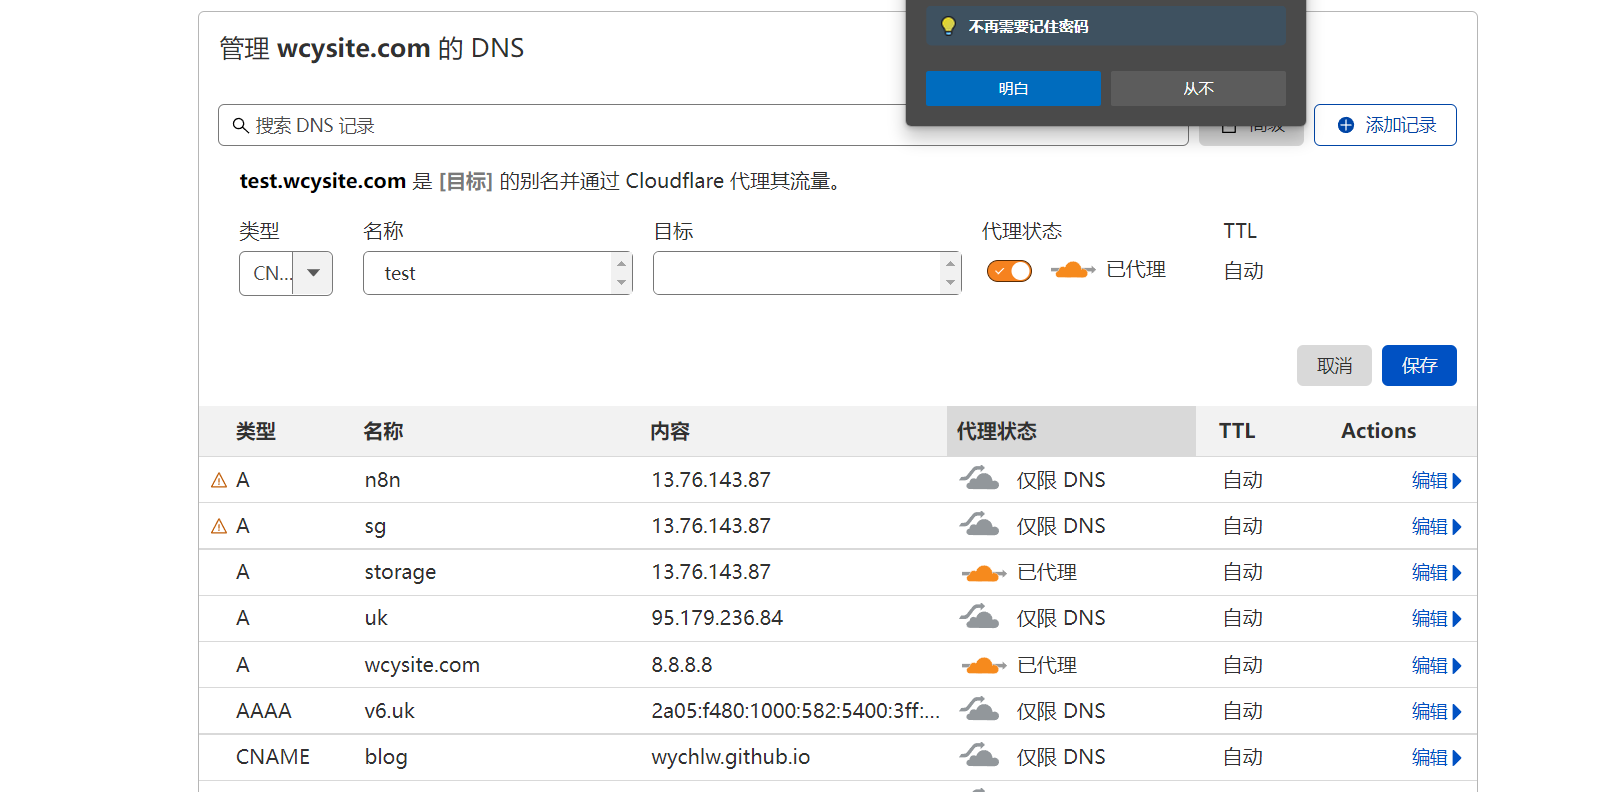 不再需要记住密码
明白 从不
管理 wcysite.com 的 DNS
搜索 DNS 记录
高级
添加记录
test.wcysite.com 是 [目标] 的别名并通过 Cloudflare 代理其流量。
类型 名称 目标 代理状态 TTL
CN... test 已代理 自动
取消 保存
类型 名称 内容 代理状态 TTL Actions
A n8n 13.76.143.87 仅限 DNS 自动 编辑
A sg 13.76.143.87 仅限 DNS 自动 编辑
A storage 13.76.143.87 已代理 自动 编辑
A uk 95.179.236.84 仅限 DNS 自动 编辑
A wcysite.com 8.8.8.8 已代理 自动 编辑
AAAA v6.uk 2a05:f480:1000:582:5400:3ff:... 仅限 DNS 自动 编辑
CNAME blog wychlw.github.io 仅限 DNS 自动 编辑